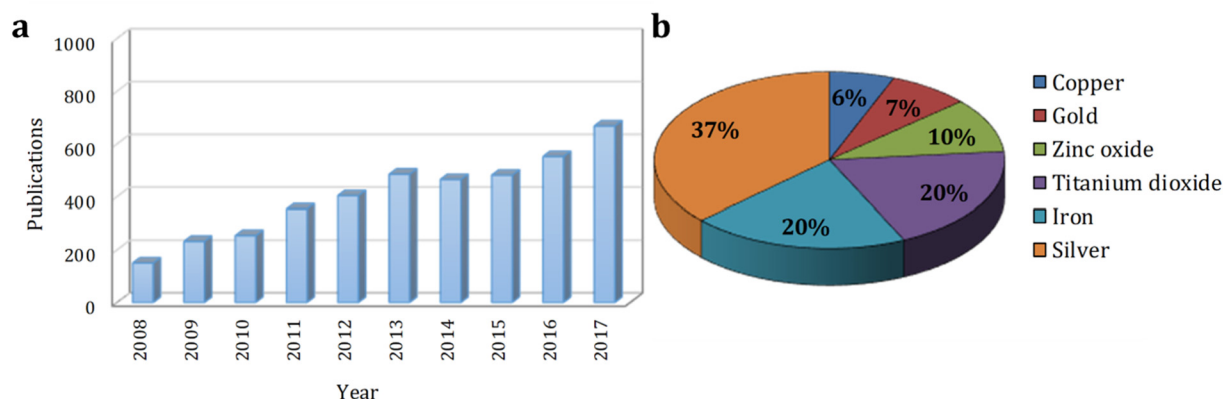 a
1000
800
600
400
200
0
Publications
2008
2009
2010
2011
2012
2013
2014
2015
2016
2017
Year
b
6%
7%
10%
20%
20%
37%
Copper
Gold
Zinc oxide
Titanium dioxide
Iron
Silver